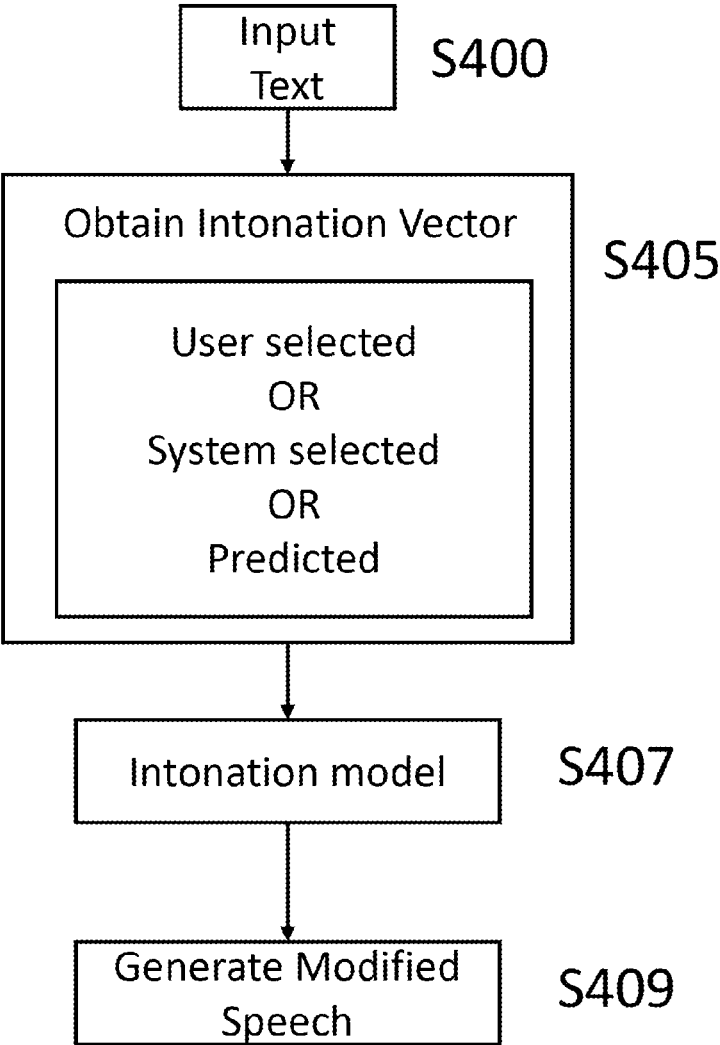 Input
Text
S400
Obtain Intonation Vector
S405
User selected
OR
System selected
OR
Predicted
Intonation model
S407
Generate Modified
Speech
S409